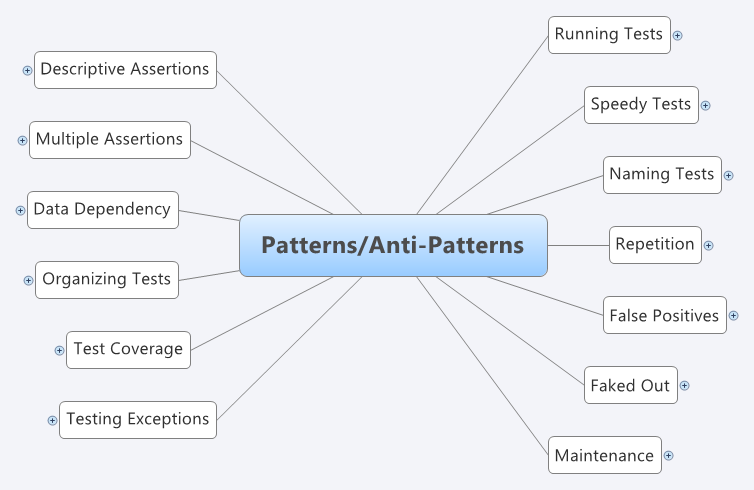 Patterns/Anti-Patterns
Running Tests
Speedy Tests
Naming Tests
Repetition
False Positives
Faked Out
Maintenance
Descriptive Assertions
Multiple Assertions
Data Dependency
Organizing Tests
Test Coverage
Testing Exceptions